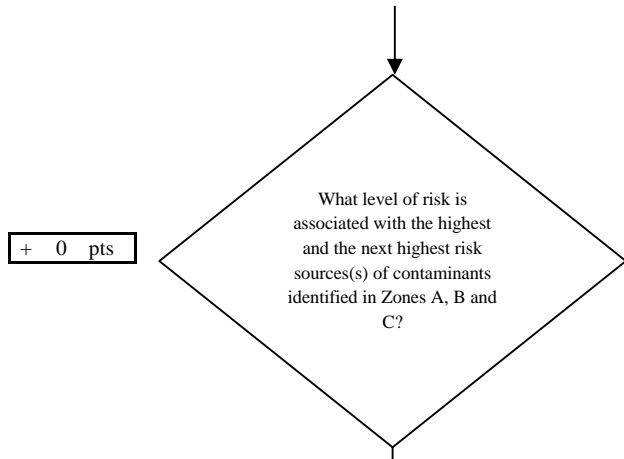 What level of risk is
associated with the highest
and the next highest risk
sources(s) of contaminants
identified in Zones A, B and
C?
+ 0 pts